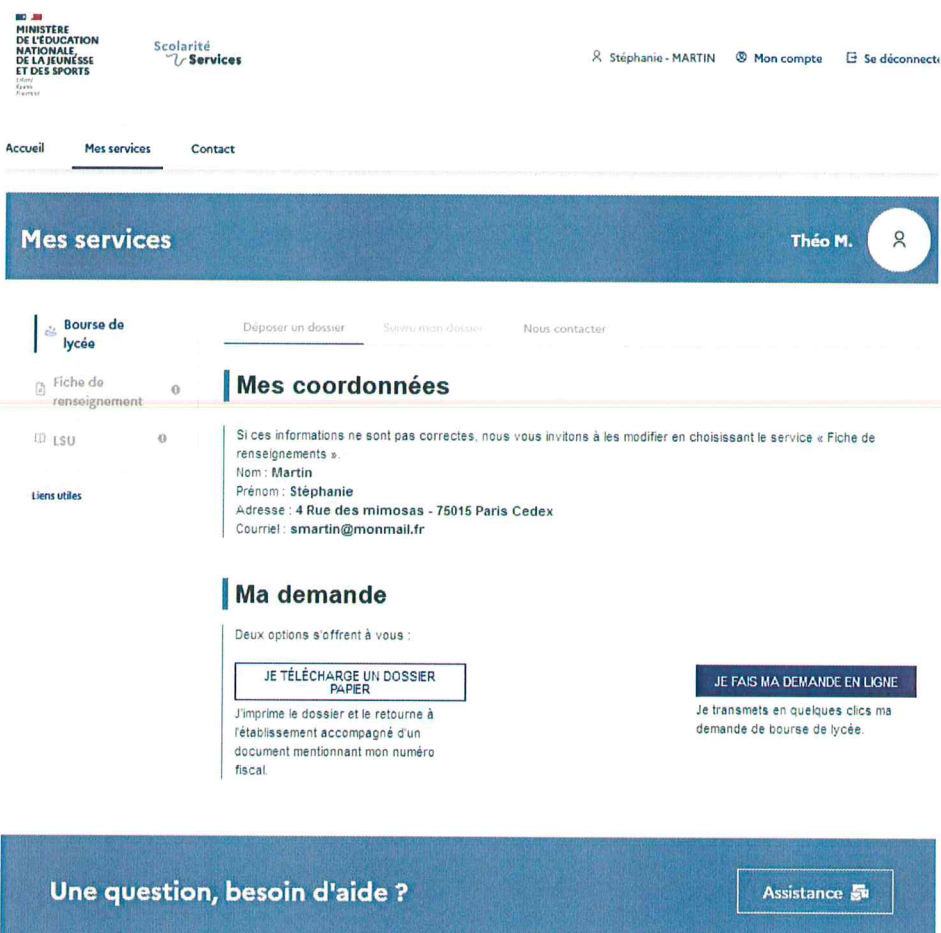 MINISTÈRE
DE L'ÉDUCATION
NATIONALE,
DE LA JEUNESSE
ET DES SPORTS
Liberté
Égalité
Fraternité
Scolarité
Services
Stéphanie - MARTIN
Mon compte
Se déconnecte
Accueil
Mes services
Contact
Mes services
Théo M.
Bourse de
lycée
Fiche de
renseignement
LSU
Liens utiles
Déposer un dossier
Suivre mon dossier
Nous contacter
Mes coordonnées
Si ces informations ne sont pas correctes, nous vous invitons à les modifier en choisissant le service « Fiche de
renseignements ».
Nom : Martin
Prénom : Stéphanie
Adresse : 4 Rue des mimosas - 75015 Paris Cedex
Courriel : smartin@monmail.fr
Ma demande
Deux options s'offrent à vous :
JE TÉLÉCHARGE UN DOSSIER
PAPIER
J'imprime le dossier et le retourne à
l'établissement accompagné d'un
document mentionnant mon numéro
fiscal.
JE FAIS MA DEMANDE EN LIGNE
Je transmets en quelques clics ma
demande de bourse de lycée.
Une question, besoin d'aide ?
Assistance